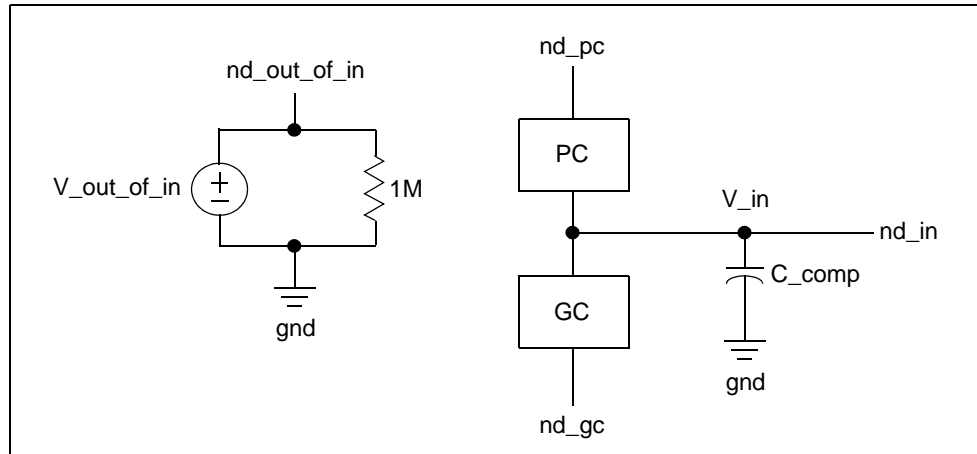 nd_out_of_in
V_out_of_in
1M
gnd
nd_pc
PC
V_in
nd_in
C_comp
GC
gnd
nd_gc